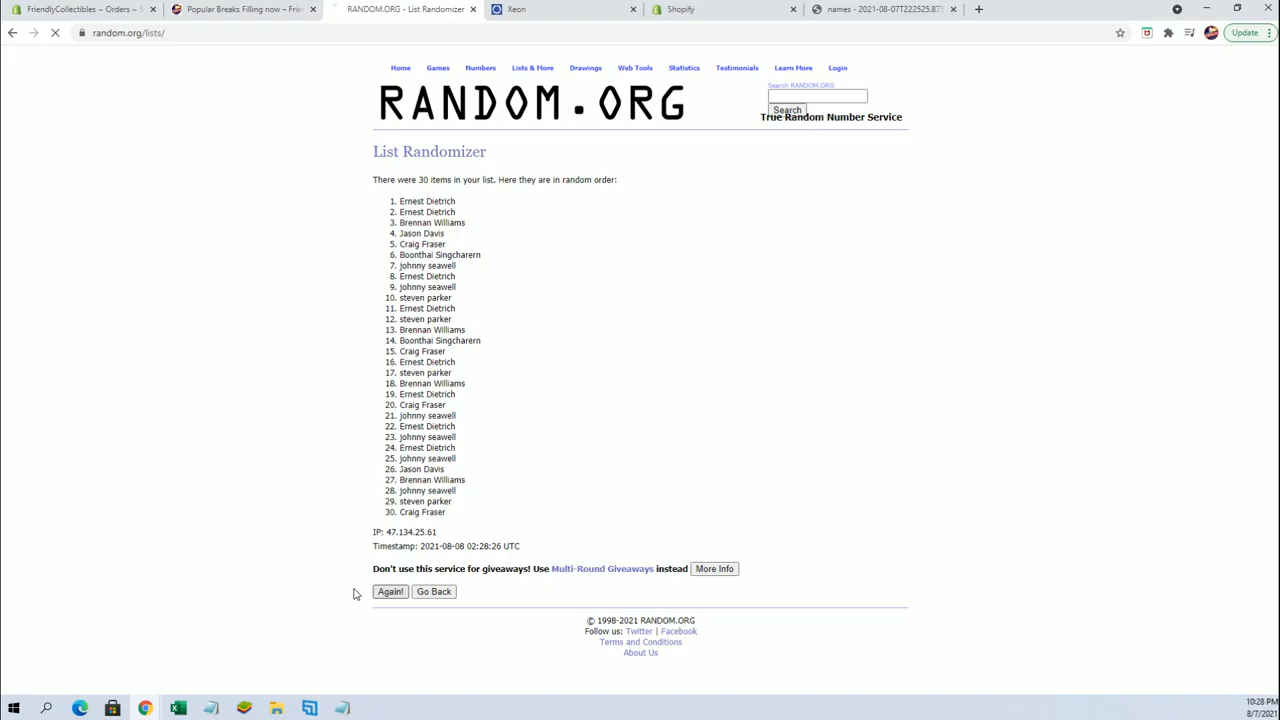 FriendlyCollectibles ~ Orders ~ S
Popular Breaks Filling now – Frie
RANDOM.ORG - List Randomizer
Xeon
Shopify
names - 2021-08-07T222525.87
random.org/lists/
Update
Home Games Numbers Lists & More Drawings Web Tools Statistics Testimonials Learn More Login
RANDOM.ORG
Search RANDOM.ORG
Search
True Random Number Service
List Randomizer
There were 30 items in your list. Here they are in random order:
1. Ernest Dietrich
2. Ernest Dietrich
3. Brennan Williams
4. Jason Davis
5. Craig Fraser
6. Boonthai Singcharern
7. johnny seawell
8. Ernest Dietrich
9. johnny seawell
10. steven parker
11. Ernest Dietrich
12. steven parker
13. Brennan Williams
14. Boonthai Singcharern
15. Craig Fraser
16. Ernest Dietrich
17. steven parker
18. Brennan Williams
19. Ernest Dietrich
20. Craig Fraser
21. johnny seawell
22. Ernest Dietrich
23. johnny seawell
24. Ernest Dietrich
25. johnny seawell
26. Jason Davis
27. Brennan Williams
28. johnny seawell
29. steven parker
30. Craig Fraser
IP: 47.134.25.61
Timestamp: 2021-08-08 02:28:26 UTC
Don't use this service for giveaways! Use Multi-Round Giveaways instead More Info
Again! Go Back
© 1998-2021 RANDOM.ORG
Follow us: Twitter | Facebook
Terms and Conditions
About Us
10:28 PM
8/7/2021